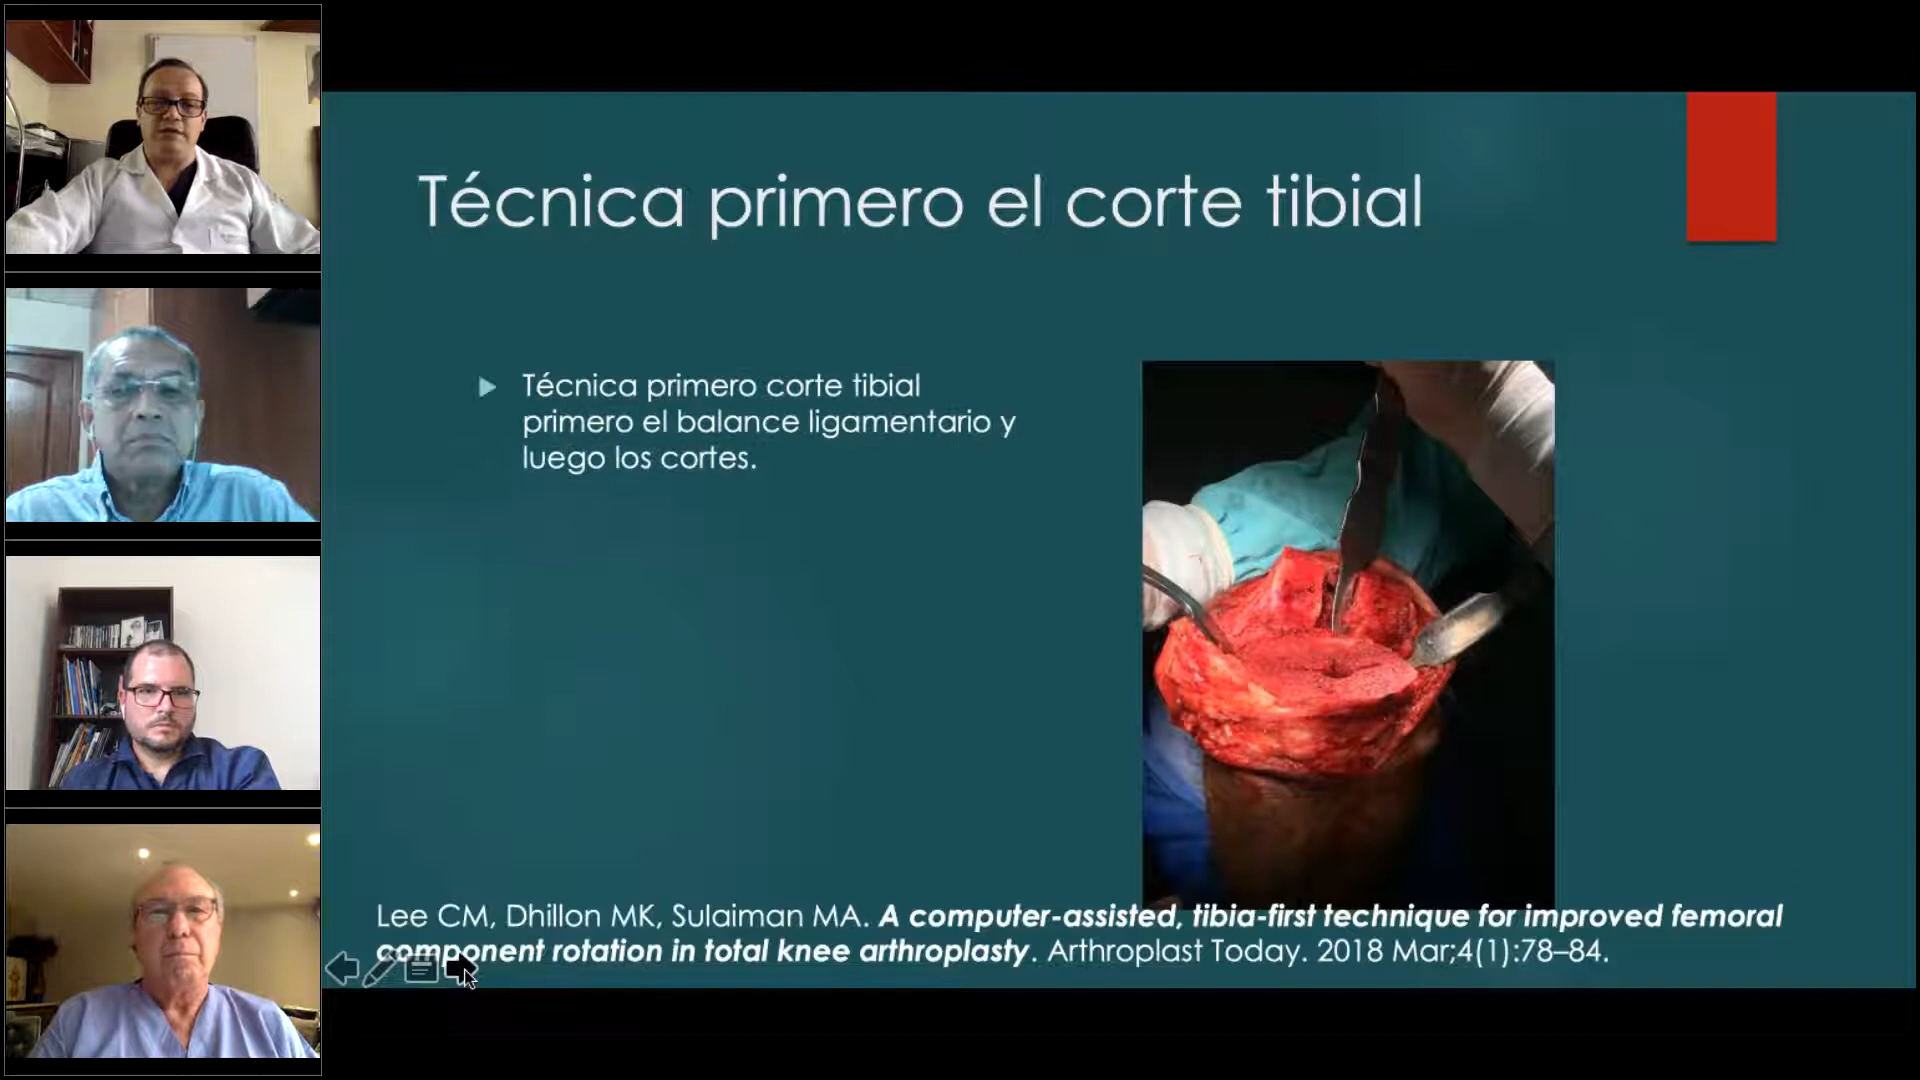 Técnica primero el corte tibial
Técnica primero corte tibial
primero el balance ligamentario y
luego los cortes.
Lee CM, Dhillon MK, Sulaiman MA. A computer-assisted, tibia-first technique for improved femoral
component rotation in total knee arthroplasty. Arthroplast Today. 2018 Mar;4(1):78–84.